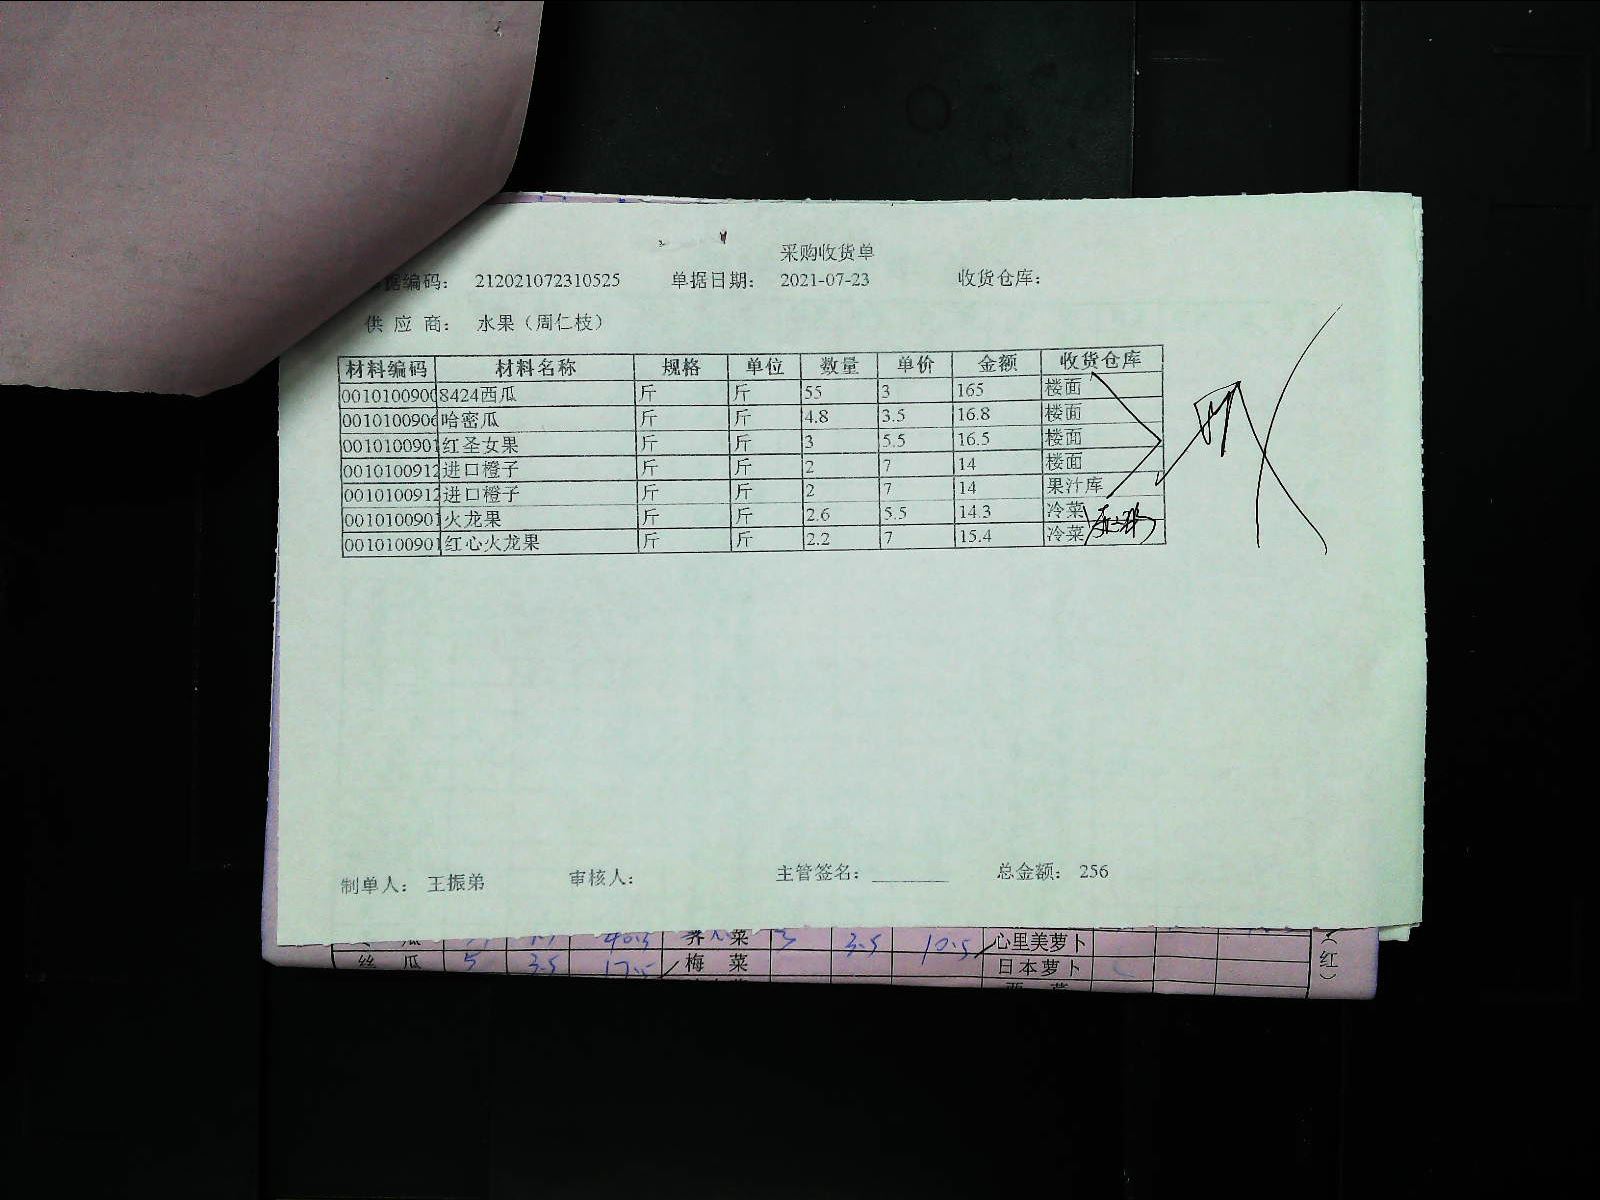 采购收货单
据编码： 212021072310525 单据日期： 2021-07-23 收货仓库：
供 应 商： 水果（周仁枝）
材料编码 材料名称 规格 单位 数量 单价 金额 收货仓库
0010100900 8424西瓜 斤 斤 55 3 165 楼面
0010100906 哈密瓜 斤 斤 4.8 3.5 16.8 楼面
0010100901 红圣女果 斤 斤 3 5.5 16.5 楼面
0010100912 进口橙子 斤 斤 2 7 14 楼面
0010100912 进口橙子 斤 斤 2 7 14 果汁库
0010100901 火龙果 斤 斤 2.6 5.5 14.3 冷菜
0010100901 红心火龙果 斤 斤 2.2 7 15.4 冷菜
制单人： 王振弟 审核人： 主管签名：________ 总金额： 256
瓜 40.3 荠 菜 3 3.5 10.5 心里美萝卜
丝 瓜 5 3.5 17.5 梅 菜 日本萝卜
（红）